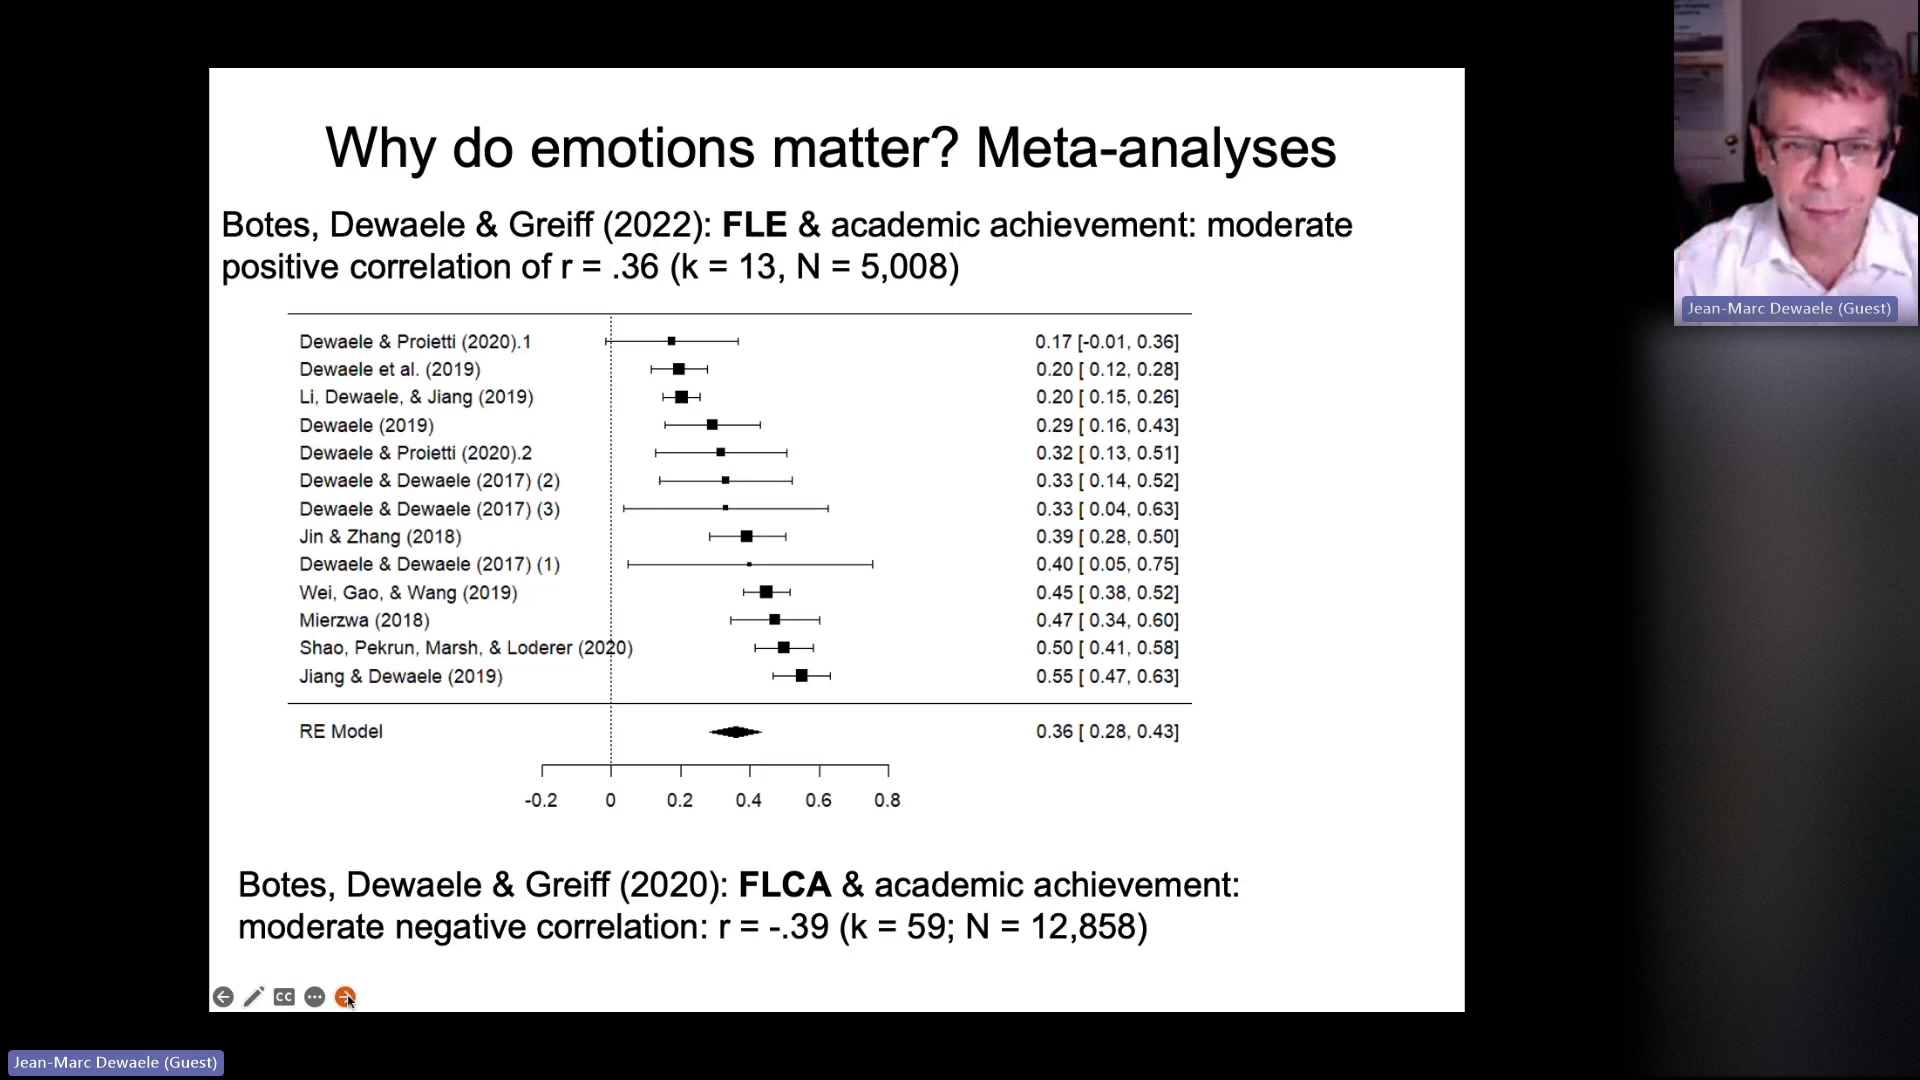 Why do emotions matter? Meta-analyses
Botes, Dewaele & Greiff (2022): FLE & academic achievement: moderate
positive correlation of r = .36 (k = 13, N = 5,008)
Dewaele & Proietti (2020).1 0.17 [-0.01, 0.36]
Dewaele et al. (2019) 0.20 [ 0.12, 0.28]
Li, Dewaele, & Jiang (2019) 0.20 [ 0.15, 0.26]
Dewaele (2019) 0.29 [ 0.16, 0.43]
Dewaele & Proietti (2020).2 0.32 [ 0.13, 0.51]
Dewaele & Dewaele (2017) (2) 0.33 [ 0.14, 0.52]
Dewaele & Dewaele (2017) (3) 0.33 [ 0.04, 0.63]
Jin & Zhang (2018) 0.39 [ 0.28, 0.50]
Dewaele & Dewaele (2017) (1) 0.40 [ 0.05, 0.75]
Wei, Gao, & Wang (2019) 0.45 [ 0.38, 0.52]
Mierzwa (2018) 0.47 [ 0.34, 0.60]
Shao, Pekrun, Marsh, & Loderer (2020) 0.50 [ 0.41, 0.58]
Jiang & Dewaele (2019) 0.55 [ 0.47, 0.63]
RE Model 0.36 [ 0.28, 0.43]
-0.2 0 0.2 0.4 0.6 0.8
Botes, Dewaele & Greiff (2020): FLCA & academic achievement:
moderate negative correlation: r = -.39 (k = 59; N = 12,858)
CC
Jean-Marc Dewaele (Guest)
Jean-Marc Dewaele (Guest)